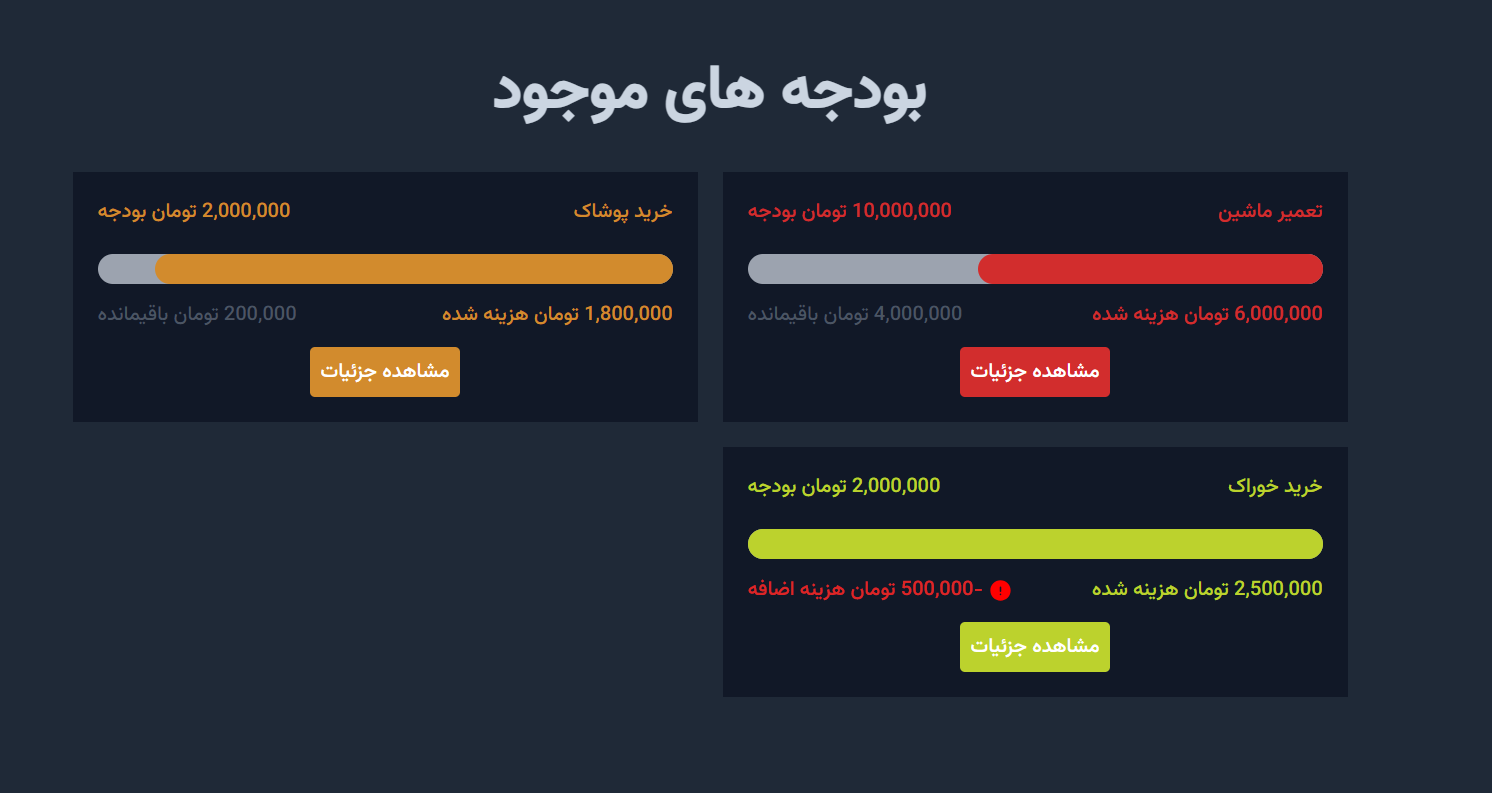 بودجه های موجود
تعمیر ماشین
10,000,000 تومان بودجه
6,000,000 تومان هزینه شده
4,000,000 تومان باقیمانده
مشاهده جزئیات
خرید پوشاک
2,000,000 تومان بودجه
1,800,000 تومان هزینه شده
200,000 تومان باقیمانده
مشاهده جزئیات
خرید خوراک
2,000,000 تومان بودجه
2,500,000 تومان هزینه شده
-500,000 تومان هزینه اضافه
مشاهده جزئیات